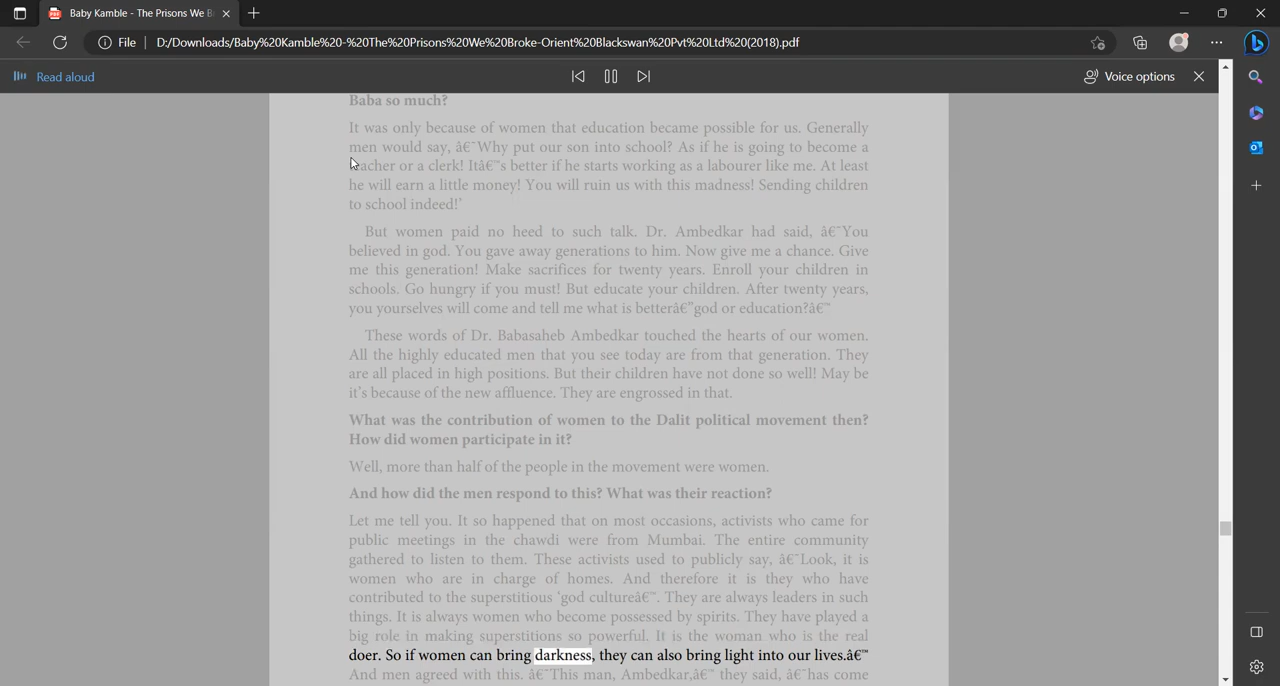 Baby Kamble - The Prisons We B
File D:/Downloads/Baby%20Kamble%20-%20The%20Prisons%20We%20Broke-Orient%20Blackswan%20Pvt%20Ltd%20(2018).pdf
Read aloud
Voice options
Baba so much?
It was only because of women that education became possible for us. Generally
men would say, â€˜Why put our son into school? As if he is going to become a
teacher or a clerk! Itâ€™s better if he starts working as a labourer like me. At least
he will earn a little money! You will ruin us with this madness! Sending children
to school indeed!’
But women paid no heed to such talk. Dr. Ambedkar had said, â€˜You
believed in god. You gave away generations to him. Now give me a chance. Give
me this generation! Make sacrifices for twenty years. Enroll your children in
schools. Go hungry if you must! But educate your children. After twenty years,
you yourselves will come and tell me what is betterâ€”god or education?â€™
These words of Dr. Babasaheb Ambedkar touched the hearts of our women.
All the highly educated men that you see today are from that generation. They
are all placed in high positions. But their children have not done so well! May be
it’s because of the new affluence. They are engrossed in that.
What was the contribution of women to the Dalit political movement then?
How did women participate in it?
Well, more than half of the people in the movement were women.
And how did the men respond to this? What was their reaction?
Let me tell you. It so happened that on most occasions, activists who came for
public meetings in the chawdi were from Mumbai. The entire community
gathered to listen to them. These activists used to publicly say, â€˜Look, it is
women who are in charge of homes. And therefore it is they who have
contributed to the superstitious ‘god cultureâ€™. They are always leaders in such
things. It is always women who become possessed by spirits. They have played a
big role in making superstitions so powerful. It is the woman who is the real
doer. So if women can bring darkness, they can also bring light into our lives.â€™
And men agreed with this. â€˜This man, Ambedkar,â€™ they said, â€˜has come